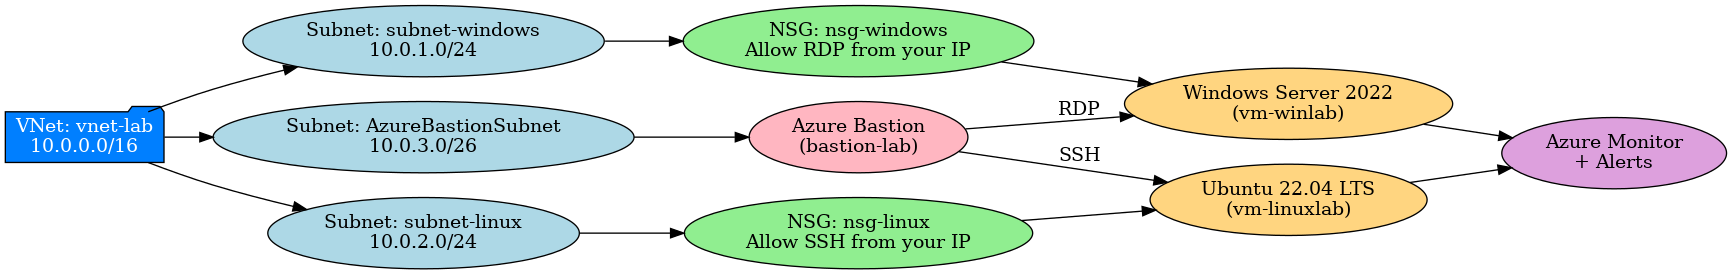 VNet: vnet-lab
10.0.0.0/16
Subnet: subnet-windows
10.0.1.0/24
Subnet: AzureBastionSubnet
10.0.3.0/26
Subnet: subnet-linux
10.0.2.0/24
NSG: nsg-windows
Allow RDP from your IP
Azure Bastion
(bastion-lab)
NSG: nsg-linux
Allow SSH from your IP
RDP
SSH
Windows Server 2022
(vm-winlab)
Ubuntu 22.04 LTS
(vm-linuxlab)
Azure Monitor
+ Alerts